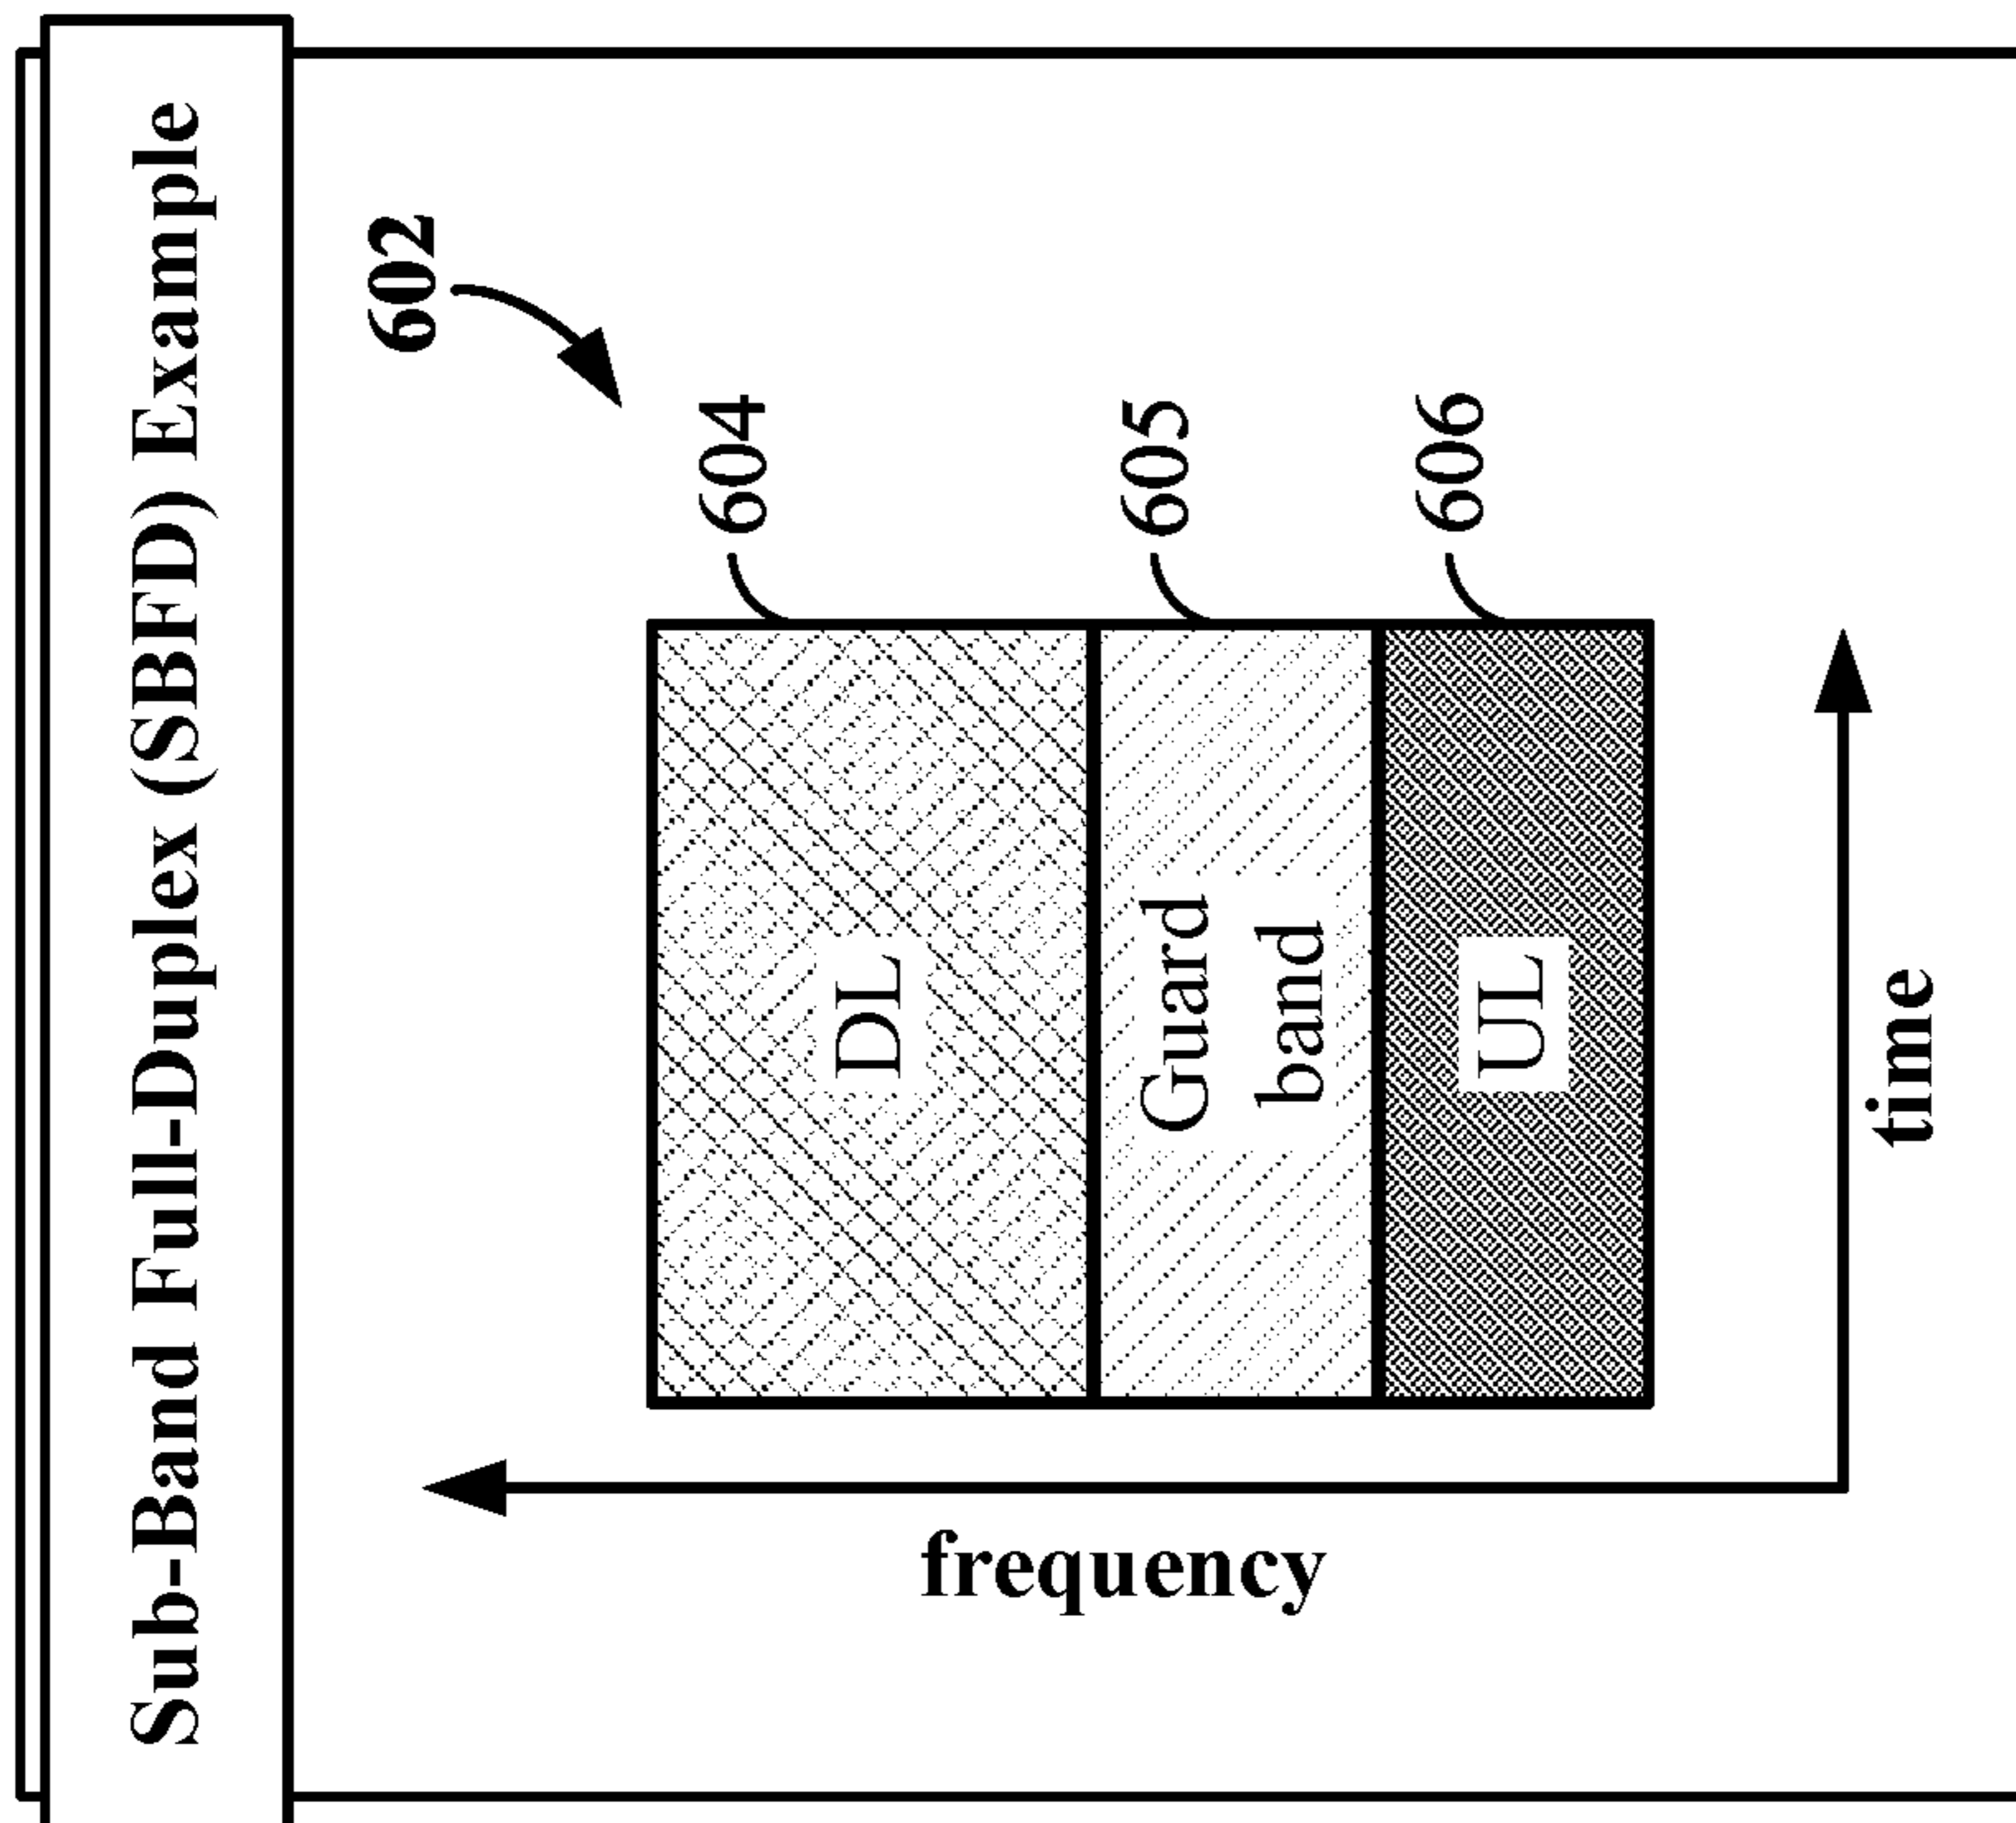 Sub-Band Full-Duplex (SBFD) Example
602
604
DL
605
Guard
band
606
UL
frequency
time